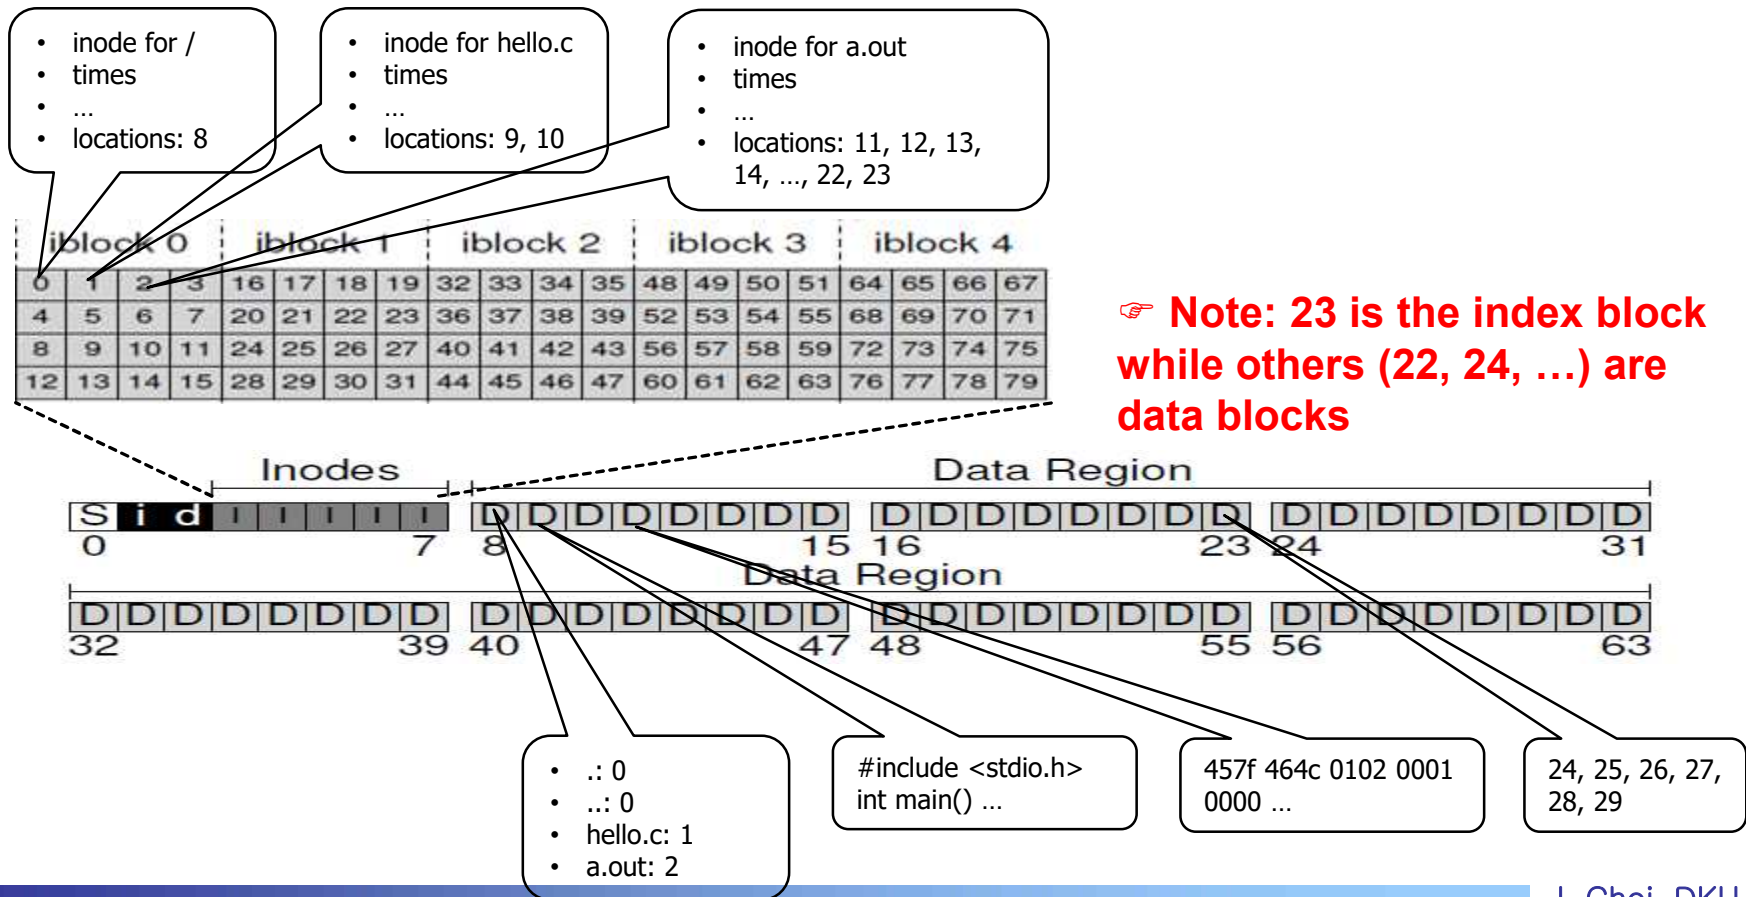 • inode for /
• times
• …
• locations: 8
• inode for hello.c
• times
• …
• locations: 9, 10
• inode for a.out
• times
• …
• locations: 11, 12, 13,
14, …, 22, 23
iblock 0 iblock 1 iblock 2 iblock 3 iblock 4
0 1 2 3 16 17 18 19 32 33 34 35 48 49 50 51 64 65 66 67
4 5 6 7 20 21 22 23 36 37 38 39 52 53 54 55 68 69 70 71
8 9 10 11 24 25 26 27 40 41 42 43 56 57 58 59 72 73 74 75
12 13 14 15 28 29 30 31 44 45 46 47 60 61 62 63 76 77 78 79
☞ Note: 23 is the index block
while others (22, 24, …) are
data blocks
Inodes Data Region
S i d I I I I I D D D D D D D D D D D D D D D D D D D D D D D D
0 7 8 15 16 23 24 31
Data Region
D D D D D D D D D D D D D D D D D D D D D D D D D D D D D D D D
32 39 40 47 48 55 56 63
• .: 0
• ..: 0
• hello.c: 1
• a.out: 2
#include <stdio.h>
int main() …
457f 464c 0102 0001
0000 …
24, 25, 26, 27,
28, 29